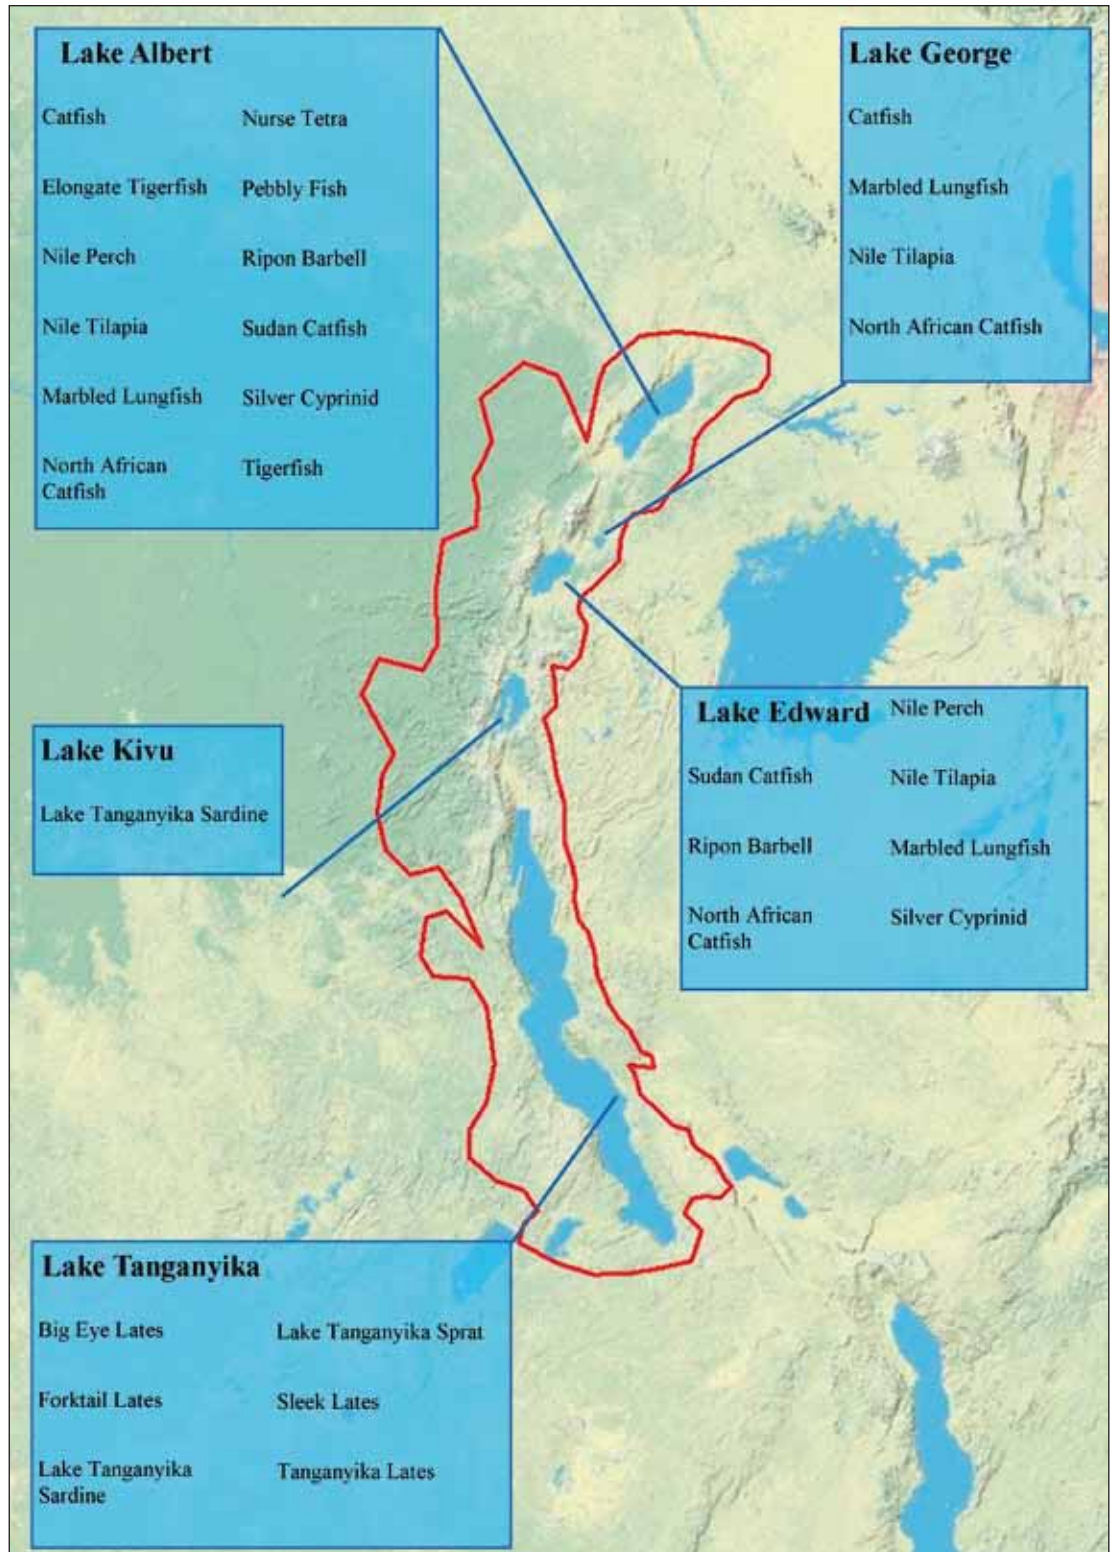 Lake Albert
Catfish
Nurse Tetra
Elongate Tigerfish
Pebbly Fish
Nile Perch
Ripon Barbell
Nile Tilapia
Sudan Catfish
Marbled Lungfish
Silver Cyprinid
North African
Catfish
Tigerfish
Lake George
Catfish
Marbled Lungfish
Nile Tilapia
North African Catfish
Lake Kivu
Lake Tanganyika Sardine
Lake Edward
Nile Perch
Sudan Catfish
Nile Tilapia
Ripon Barbell
Marbled Lungfish
North African
Catfish
Silver Cyprinid
Lake Tanganyika
Big Eye Lates
Lake Tanganyika Sprat
Forktail Lates
Sleek Lates
Lake Tanganyika
Sardine
Tanganyika Lates